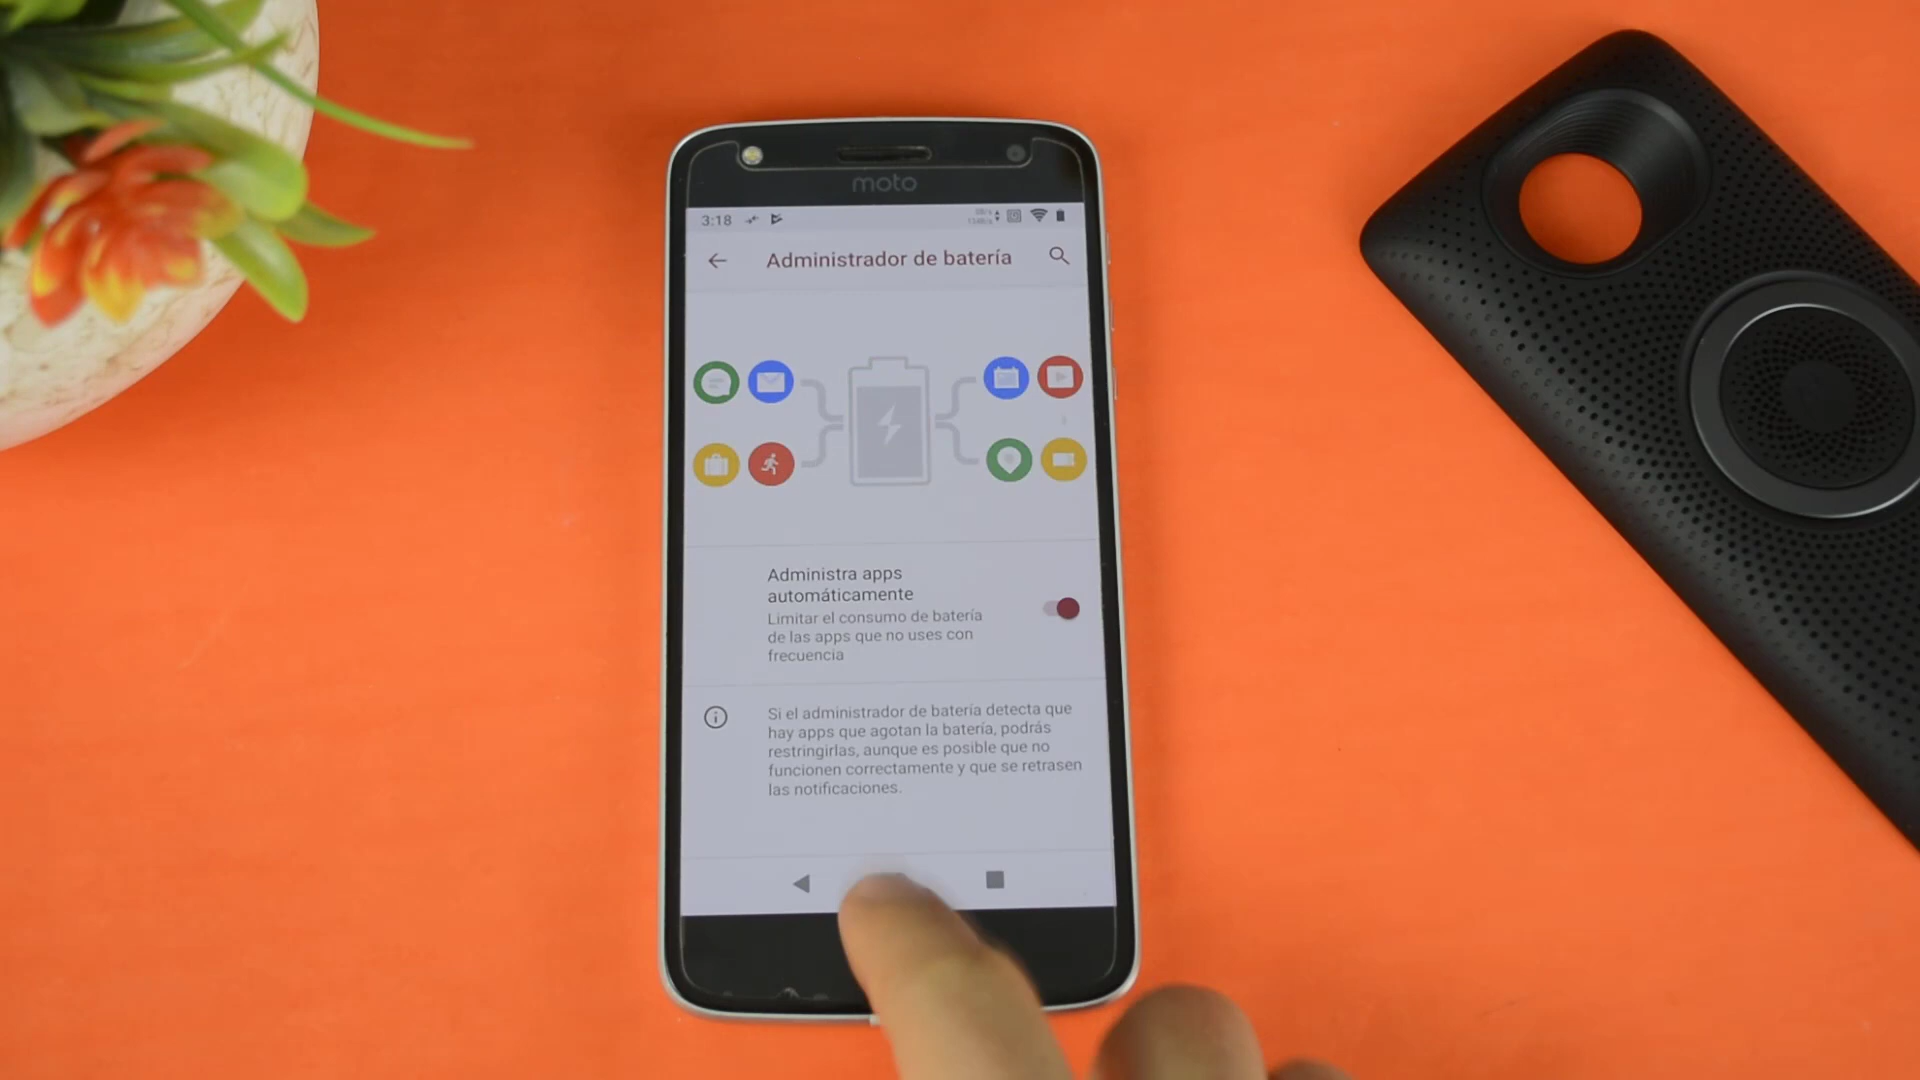 moto
3:18
Administrador de batería
Administra apps
automáticamente
Limitar el consumo de batería
de las apps que no uses con
frecuencia
Si el administrador de batería detecta que
hay apps que agotan la batería, podrás
restringirlas, aunque es posible que no
funcionen correctamente y que se retrasen
las notificaciones.